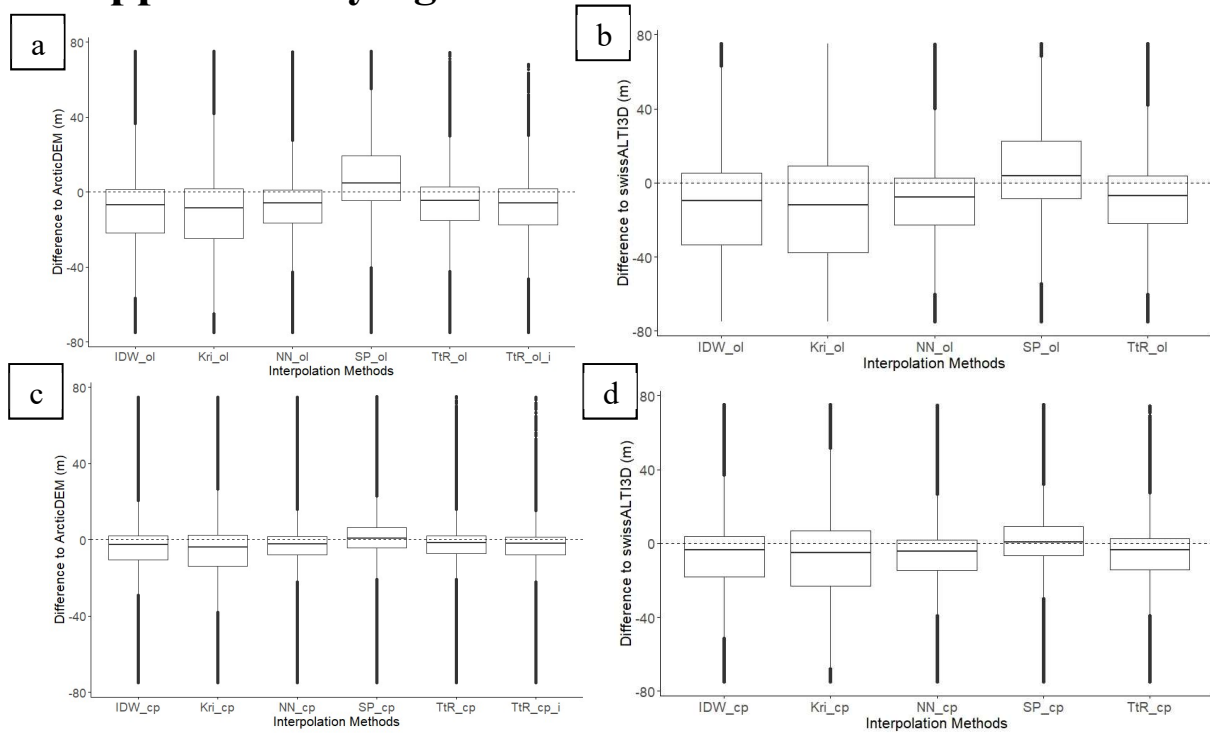 a
80
40
0
-40
-80
Difference to ArcticDEM (m)
IDW_ol Kri_ol NN_ol SP_ol TtR_ol TtR_ol_i
Interpolation Methods
b
80
40
0
-40
-80
Difference to swissALTI3D (m)
IDW_ol Kri_ol NN_ol SP_ol TtR_ol
Interpolation Methods
c
80
40
0
-40
-80
Difference to ArcticDEM (m)
IDW_cp Kri_cp NN_cp SP_cp TtR_cp TtR_cp_i
Interpolation Methods
d
80
40
0
-40
-80
Difference to swissALTI3D (m)
IDW_cp Kri_cp NN_cp SP_cp TtR_cp
Interpolation Methods